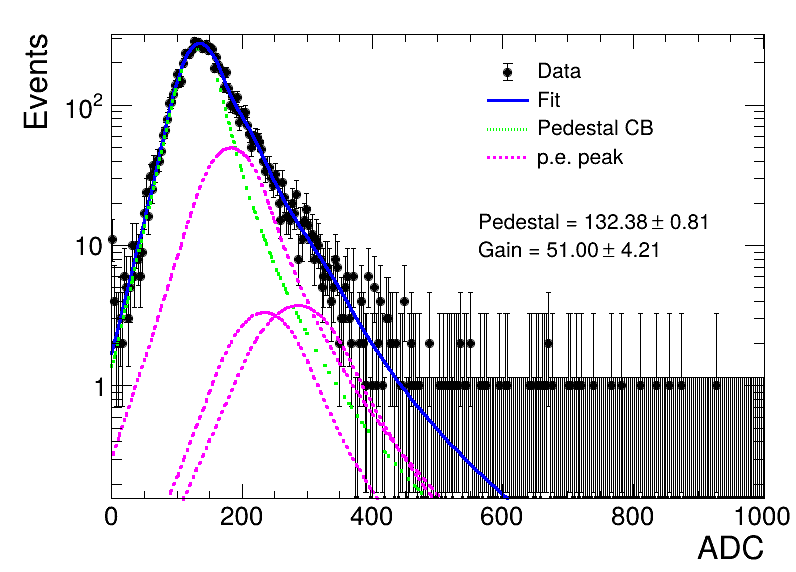 Events
10²
10
1
Data
Fit
Pedestal CB
p.e. peak
Pedestal = 132.38 ± 0.81
Gain = 51.00 ± 4.21
0 200 400 600 800 1000
ADC